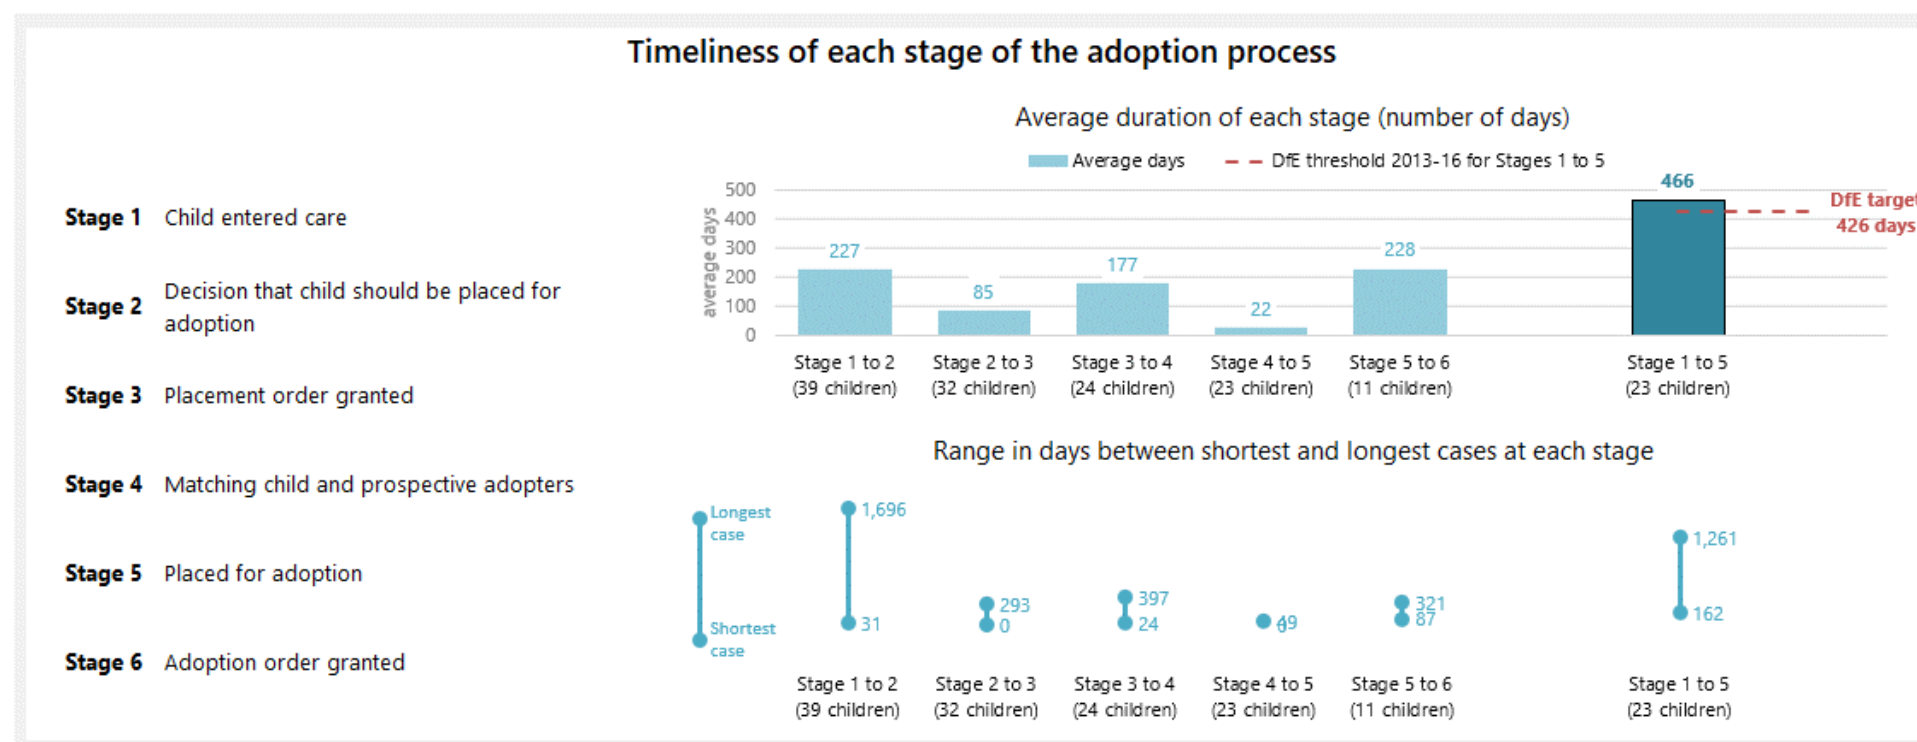 Timeliness of each stage of the adoption process
Stage 1 Child entered care
Stage 2 Decision that child should be placed for
adoption
Stage 3 Placement order granted
Stage 4 Matching child and prospective adopters
Stage 5 Placed for adoption
Stage 6 Adoption order granted
Average duration of each stage (number of days)
Average days DfE threshold 2013-16 for Stages 1 to 5
average days
500
400
300
200
100
0
227
85
177
22
228
466
DfE target
426 days
Stage 1 to 2 Stage 2 to 3 Stage 3 to 4 Stage 4 to 5 Stage 5 to 6 Stage 1 to 5
(39 children) (32 children) (24 children) (23 children) (11 children) (23 children)
Range in days between shortest and longest cases at each stage
Longest
case
Shortest
case
1,696
31
293
0
397
24
49
0
321
87
1,261
162
Stage 1 to 2 Stage 2 to 3 Stage 3 to 4 Stage 4 to 5 Stage 5 to 6 Stage 1 to 5
(39 children) (32 children) (24 children) (23 children) (11 children) (23 children)